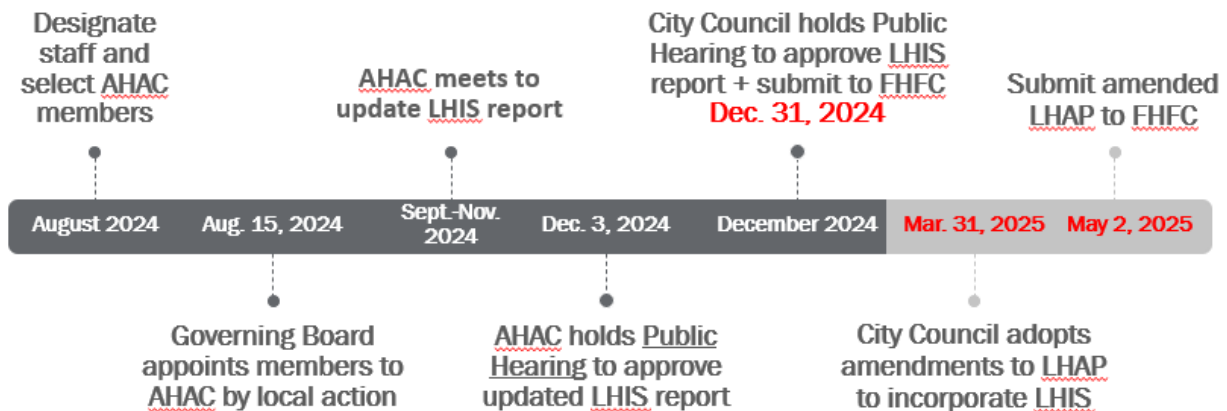 Designate
staff and
select AHAC
members
AHAC meets to
update LHIS report
City Council holds Public
Hearing to approve LHIS
report + submit to FHFC
Dec. 31, 2024
Submit amended
LHAP to FHFC
August 2024
Aug. 15, 2024
Sept.-Nov.
2024
Dec. 3, 2024
December 2024
Mar. 31, 2025
May 2, 2025
Governing Board
appoints members to
AHAC by local action
AHAC holds Public
Hearing to approve
updated LHIS report
City Council adopts
amendments to LHAP
to incorporate LHIS